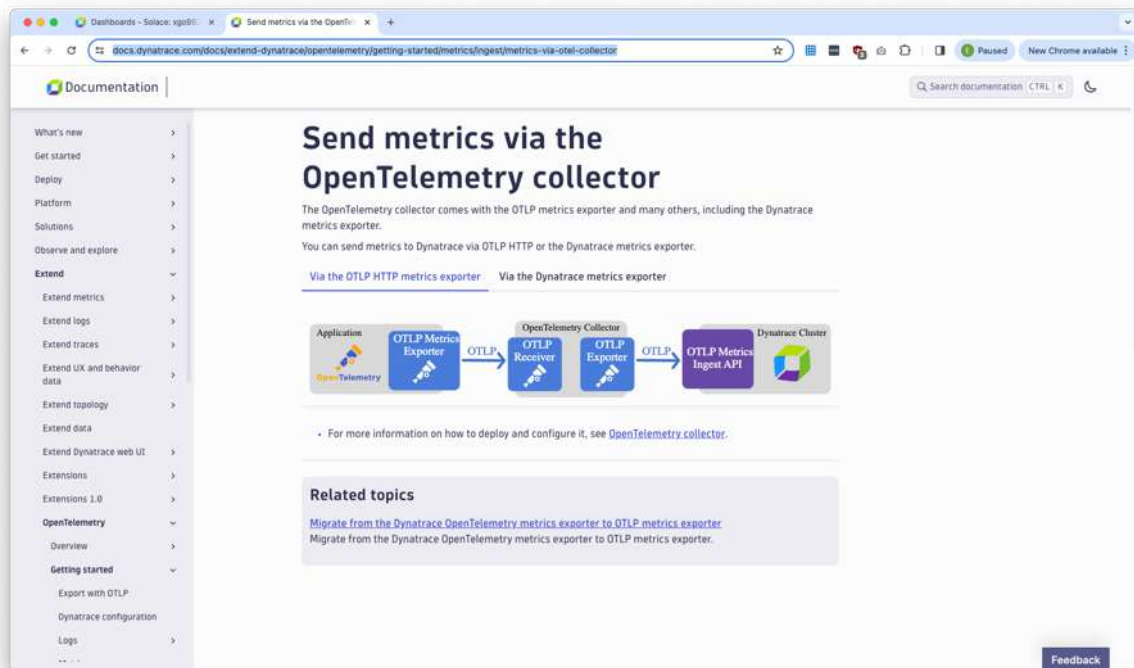 Dashboards - Solace: xgp98
Send metrics via the OpenTel
docs.dynatrace.com/docs/extend-dynatrace/opentelemetry/getting-started/metrics/ingest/metrics-via-otel-collector
Paused
New Chrome available
Documentation
Search documentation CTRL K
What's new
Get started
Deploy
Platform
Solutions
Observe and explore
Extend
Extend metrics
Extend logs
Extend traces
Extend UX and behavior
data
Extend topology
Extend data
Extend Dynatrace web UI
Extensions
Extensions 1.0
OpenTelemetry
Overview
Getting started
Export with OTLP
Dynatrace configuration
Logs
Send metrics via the
OpenTelemetry collector
The OpenTelemetry collector comes with the OTLP metrics exporter and many others, including the Dynatrace
metrics exporter.
You can send metrics to Dynatrace via OTLP HTTP or the Dynatrace metrics exporter.
Via the OTLP HTTP metrics exporter
Via the Dynatrace metrics exporter
Application
OpenTelemetry
OTLP Metrics
Exporter
OTLP
OpenTelemetry Collector
OTLP
Receiver
OTLP
Exporter
OTLP
OTLP Metrics
Ingest API
Dynatrace Cluster
• For more information on how to deploy and configure it, see OpenTelemetry collector.
Related topics
Migrate from the Dynatrace OpenTelemetry metrics exporter to OTLP metrics exporter
Migrate from the Dynatrace OpenTelemetry metrics exporter to OTLP metrics exporter.
Feedback